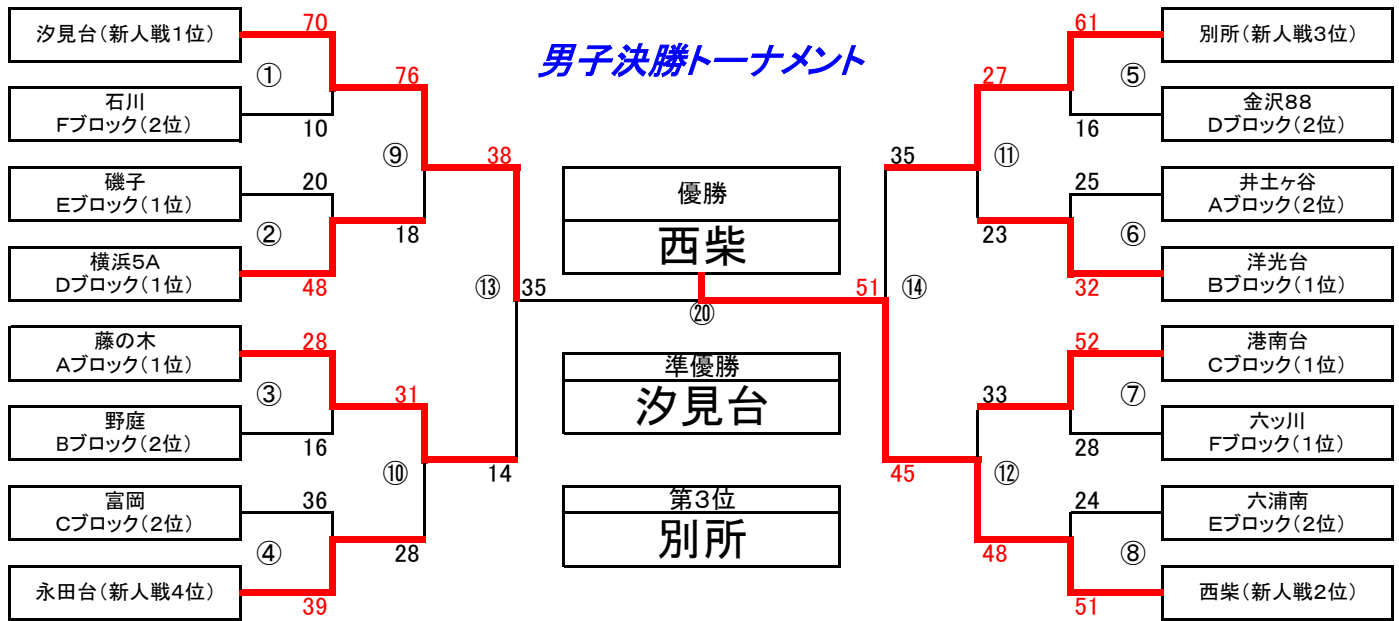 男子決勝トーナメント
汐見台(新人戦1位)
70
①
石川
Fブロック(2位)
10
76
⑨
磯子
Eブロック(1位)
20
②
横浜5A
Dブロック(1位)
48
18
38
⑬
35
藤の木
Aブロック(1位)
28
③
野庭
Bブロック(2位)
16
31
⑩
富岡
Cブロック(2位)
36
④
永田台(新人戦4位)
39
28
14
優勝
西柴
⑳
準優勝
汐見台
第3位
別所
61
別所(新人戦3位)
⑤
金沢88
Dブロック(2位)
16
27
⑪
25
井土ヶ谷
Aブロック(2位)
⑥
洋光台
Bブロック(1位)
32
23
35
⑭
51
52
港南台
Cブロック(1位)
⑦
六ッ川
Fブロック(1位)
28
33
⑫
24
六浦南
Eブロック(2位)
⑧
西柴(新人戦2位)
51
48
45